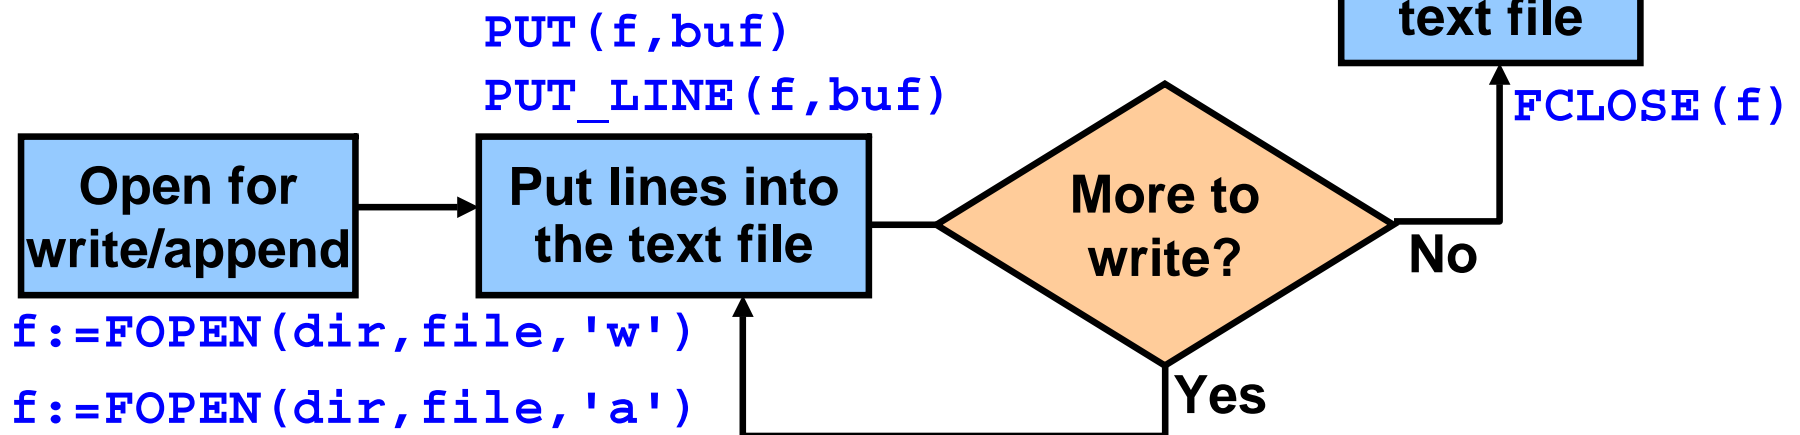 PUT(f,buf)
PUT_LINE(f,buf)
text file
FCLOSE(f)
Open for
write/append
Put lines into
the text file
More to
write?
No
f:=FOPEN(dir,file,'w')
f:=FOPEN(dir,file,'a')
Yes